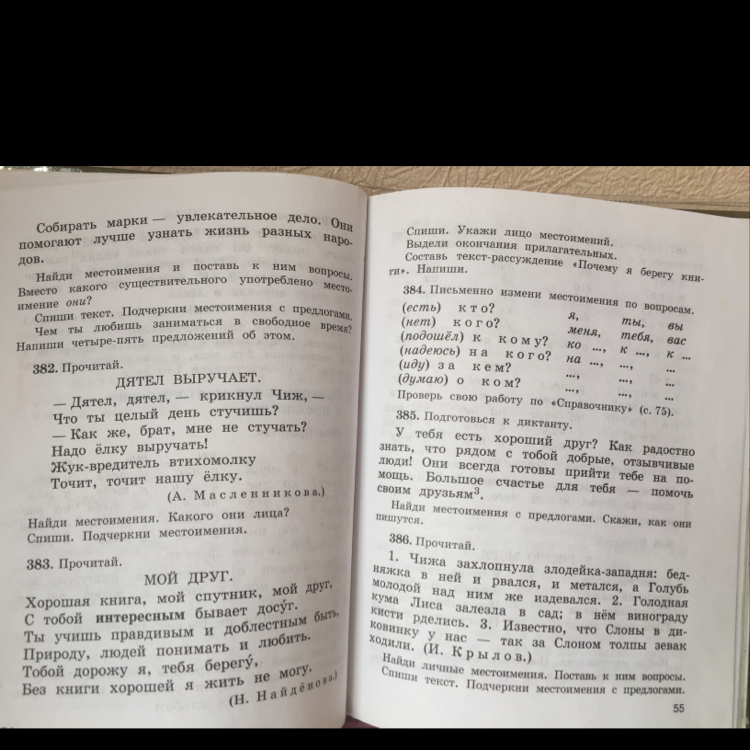 Собирать марки — увлекательное дело. Они
помогают лучше узнать жизнь разных наро-
дов.
Найди местоимения и поставь к ним вопросы.
Вместо какого существительного употреблено место-
имение они?
Спиши текст. Подчеркни местоимения с предлогами.
Чем ты любишь заниматься в свободное время?
Напиши четыре-пять предложений об этом.
382. Прочитай.
ДЯТЕЛ ВЫРУЧАЕТ.
— Дятел, дятел, — крикнул Чиж, —
Что ты целый день стучишь?
— Как же, брат, мне не стучать?
Надо ёлку выручать!
Жук-вредитель втихомолку
Точит, точит нашу ёлку.
(А. Масленникова.)
Найди местоимения. Какого они лица?
Спиши. Подчеркни местоимения.
383. Прочитай.
МОЙ ДРУГ.
Хорошая книга, мой спутник, мой друг,
С тобой интересным бывает досу́г.
Ты учишь правдивым и доблестным быть,
Природу, людей понимать и любить.
Тобой дорожу я, тебя берегу́,
Без книги хорошей я жить не могу.
(Н. Найдёнова.)
Спиши. Укажи лицо местоимений.
Выдели окончания прилагательных.
Составь текст-рассуждение «Почему я берегу кни-
ги». Напиши.
384. Письменно измени местоимения по вопросам.
(есть) кто? я, ты, вы
(нет) кого? меня, тебя, вас
(подошёл) к кому? ко ..., к ..., к ...
(надеюсь) на кого? на ..., ..., ...
(иду) за кем? ..., ..., ...
(думаю) о ком? ..., ..., ...
Проверь свою работу по «Справочнику» (с. 75).
385. Подготовься к диктанту.
У тебя есть хороший друг? Как радостно
знать, что рядом с тобой добрые, отзывчивые
люди! Они всегда готовы прийти тебе на по-
мощь. Большое счастье для тебя — помочь
своим друзьям³.
Найди местоимения с предлогами. Скажи, как они
пишутся.
386. Прочитай.
1. Чижа захлопнула злодейка-западня: бед-
няжка в ней и рвался, и метался, а Голубь
молодой над ним же издевался. 2. Голодная
кума Лиса залезла в сад; в нём винограду
кисти рделись. 3. Известно, что Слоны в ди-
ковинку у нас — так за Слоном толпы зевак
ходили. (И. Крылов.)
Найди личные местоимения. Поставь к ним вопросы.
Спиши текст. Подчеркни местоимения с предлогами.
55